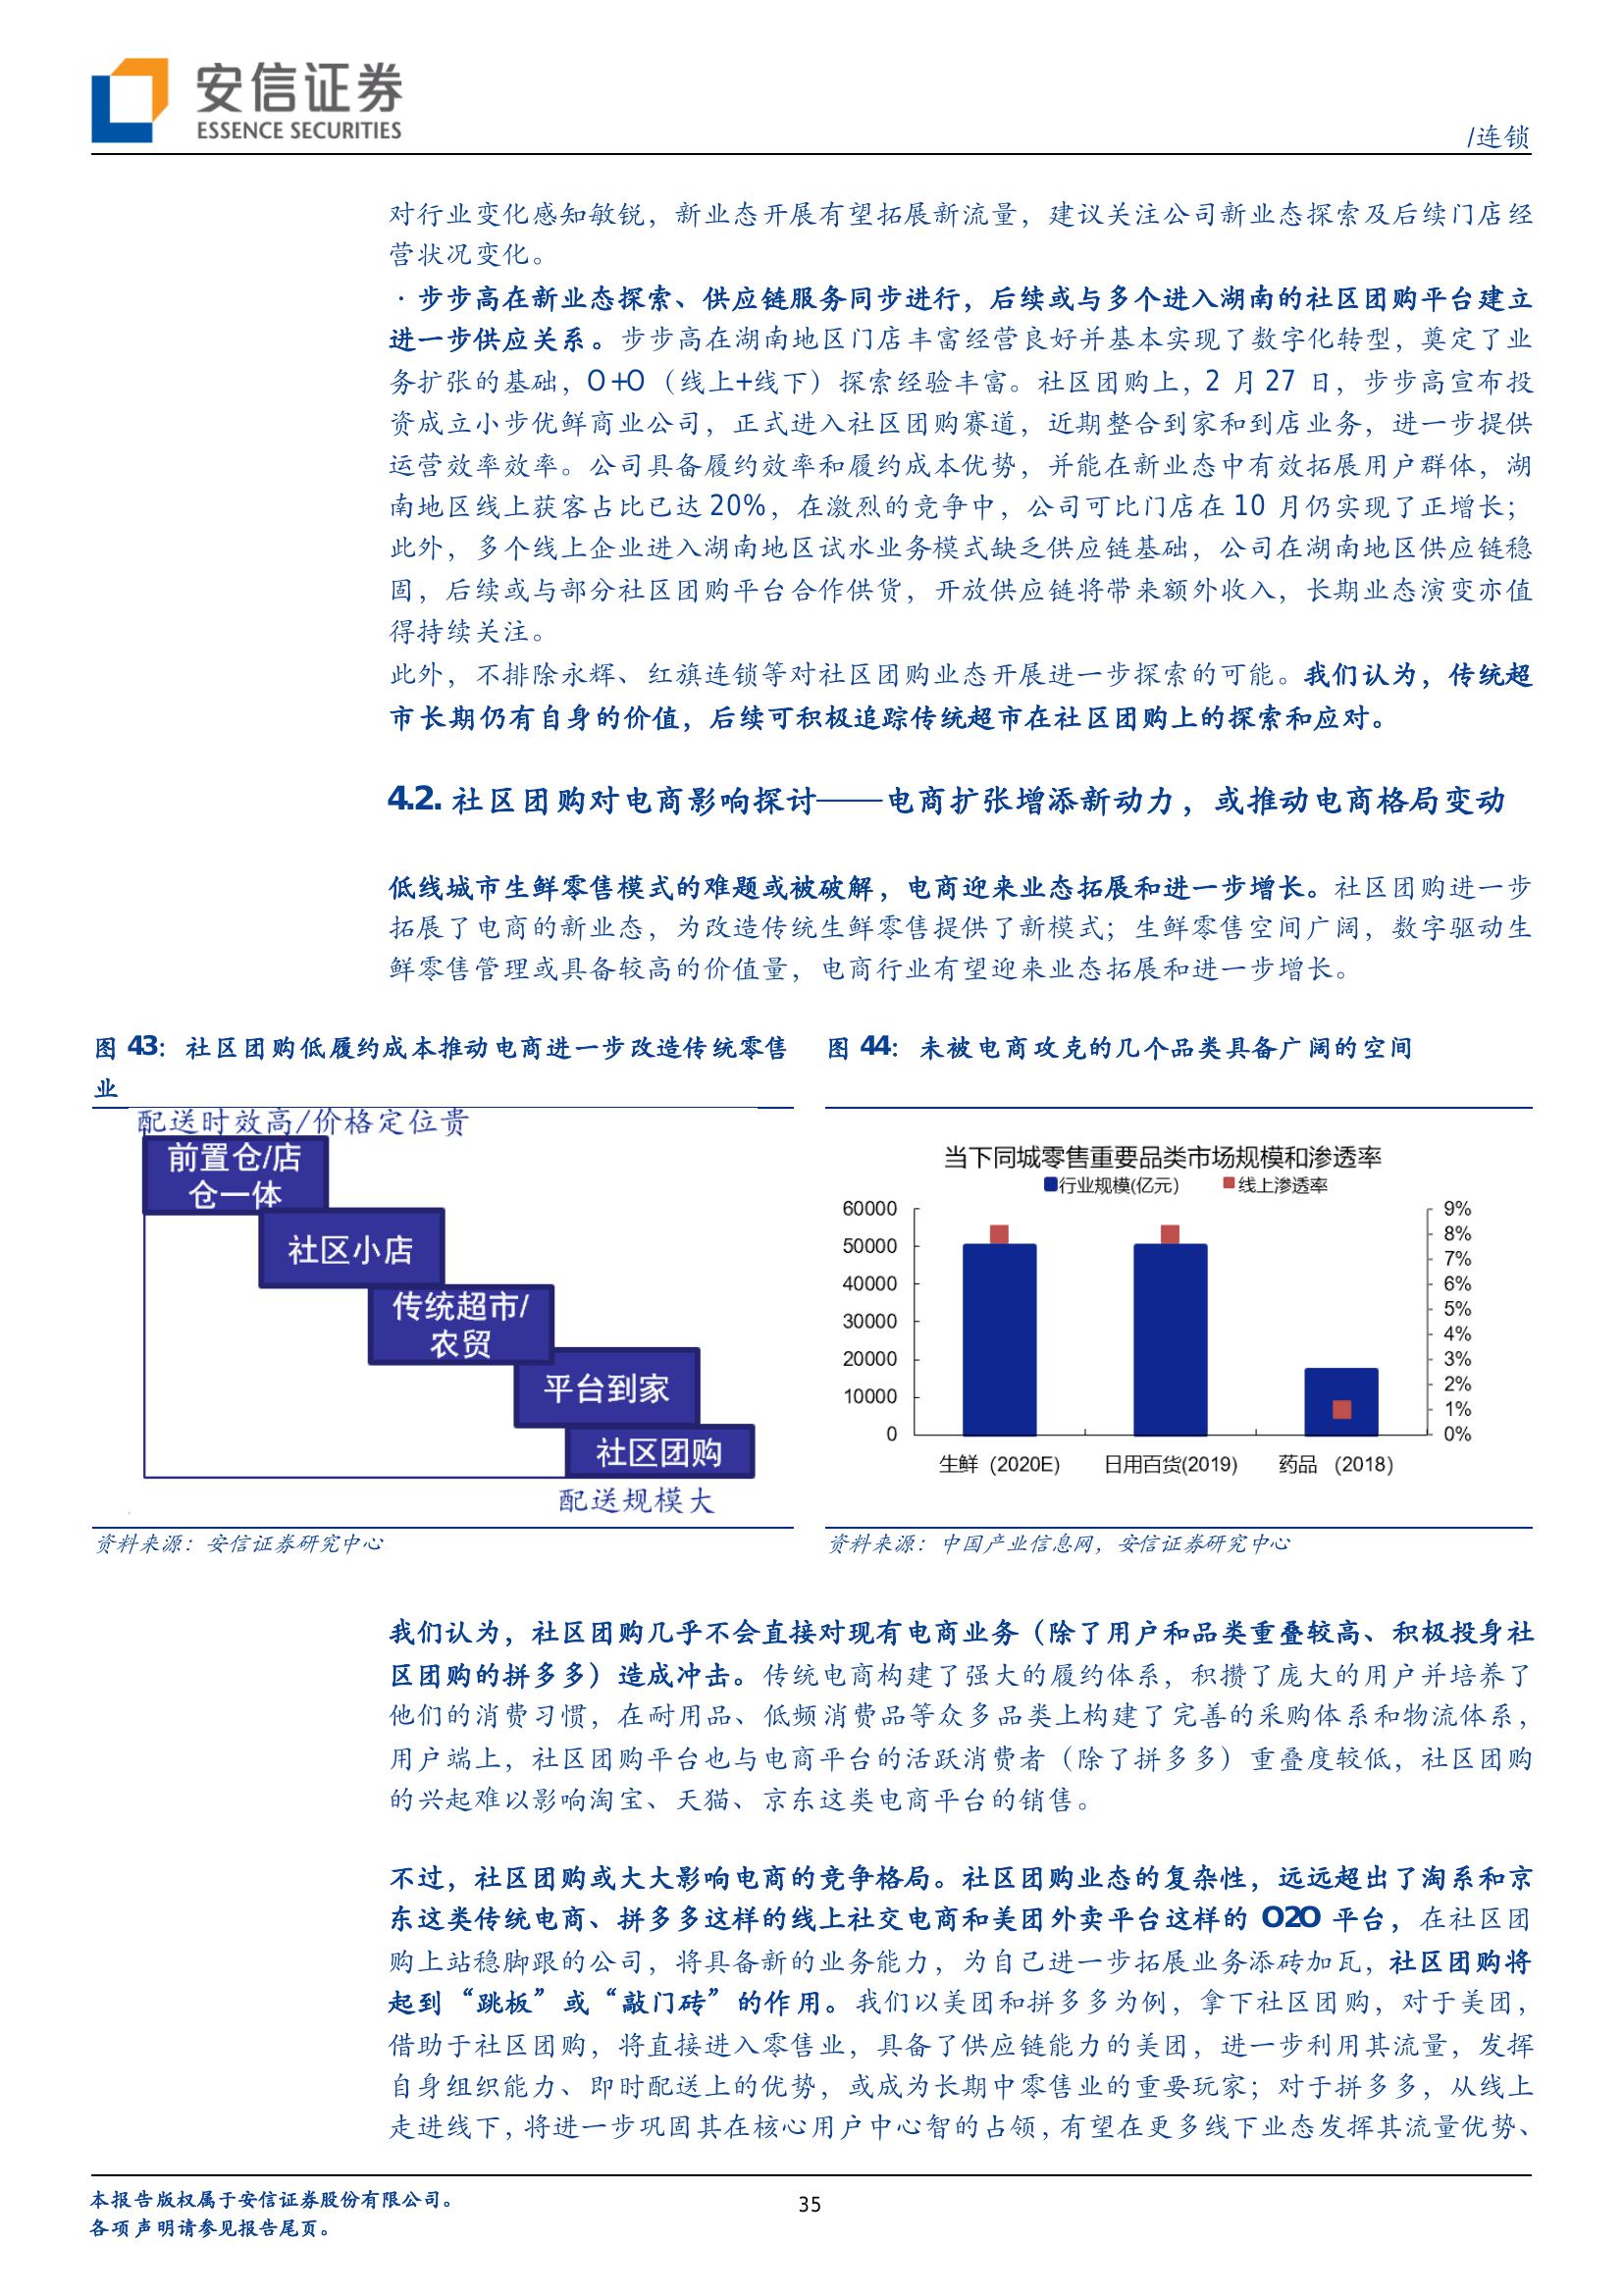 安信证券
ESSENCE SECURITIES
/连锁
对行业变化感知敏锐，新业态开展有望拓展新流量，建议关注公司新业态探索及后续门店经
营状况变化。
· 步步高在新业态探索、供应链服务同步进行，后续或与多个进入湖南的社区团购平台建立
进一步供应关系。步步高在湖南地区门店丰富经营良好并基本实现了数字化转型，奠定了业
务扩张的基础，O+O（线上+线下）探索经验丰富。社区团购上，2 月 27 日，步步高宣布投
资成立小步优鲜商业公司，正式进入社区团购赛道，近期整合到家和到店业务，进一步提供
运营效率效率。公司具备履约效率和履约成本优势，并能在新业态中有效拓展用户群体，湖
南地区线上获客占比已达 20%，在激烈的竞争中，公司可比门店在 10 月仍实现了正增长；
此外，多个线上企业进入湖南地区试水业务模式缺乏供应链基础，公司在湖南地区供应链稳
固，后续或与部分社区团购平台合作供货，开放供应链将带来额外收入，长期业态演变亦值
得持续关注。
此外，不排除永辉、红旗连锁等对社区团购业态开展进一步探索的可能。我们认为，传统超
市长期仍有自身的价值，后续可积极追踪传统超市在社区团购上的探索和应对。
4.2. 社区团购对电商影响探讨——电商扩张增添新动力，或推动电商格局变动
低线城市生鲜零售模式的难题或被破解，电商迎来业态拓展和进一步增长。社区团购进一步
拓展了电商的新业态，为改造传统生鲜零售提供了新模式；生鲜零售空间广阔，数字驱动生
鲜零售管理或具备较高的价值量，电商行业有望迎来业态拓展和进一步增长。
图 43：社区团购低履约成本推动电商进一步改造传统零售
业
配送时效高/价格定位贵
前置仓/店
仓一体
社区小店
传统超市/
农贸
平台到家
社区团购
配送规模大
资料来源：安信证券研究中心
图 44：未被电商攻克的几个品类具备广阔的空间
当下同城零售重要品类市场规模和渗透率
行业规模(亿元) 线上渗透率
60000 9%
50000 8%
40000 7%
30000 6%
20000 5%
10000 4%
0 3%
2%
1%
0%
生鲜（2020E) 日用百货(2019) 药品 （2018)
资料来源：中国产业信息网，安信证券研究中心
我们认为，社区团购几乎不会直接对现有电商业务（除了用户和品类重叠较高、积极投身社
区团购的拼多多）造成冲击。传统电商构建了强大的履约体系，积攒了庞大的用户并培养了
他们的消费习惯，在耐用品、低频消费品等众多品类上构建了完善的采购体系和物流体系，
用户端上，社区团购平台也与电商平台的活跃消费者（除了拼多多）重叠度较低，社区团购
的兴起难以影响淘宝、天猫、京东这类电商平台的销售。
不过，社区团购或大大影响电商的竞争格局。社区团购业态的复杂性，远远超出了淘系和京
东这类传统电商、拼多多这样的线上社交电商和美团外卖平台这样的 O2O 平台，在社区团
购上站稳脚跟的公司，将具备新的业务能力，为自己进一步拓展业务添砖加瓦，社区团购将
起到“跳板”或“敲门砖”的作用。我们以美团和拼多多为例，拿下社区团购，对于美团，
借助于社区团购，将直接进入零售业，具备了供应链能力的美团，进一步利用其流量，发挥
自身组织能力、即时配送上的优势，或成为长期中零售业的重要玩家；对于拼多多，从线上
走进线下，将进一步巩固其在核心用户中心智的占领，有望在更多线下业态发挥其流量优势、
本报告版权属于安信证券股份有限公司。
各项声明请参见报告尾页。
35